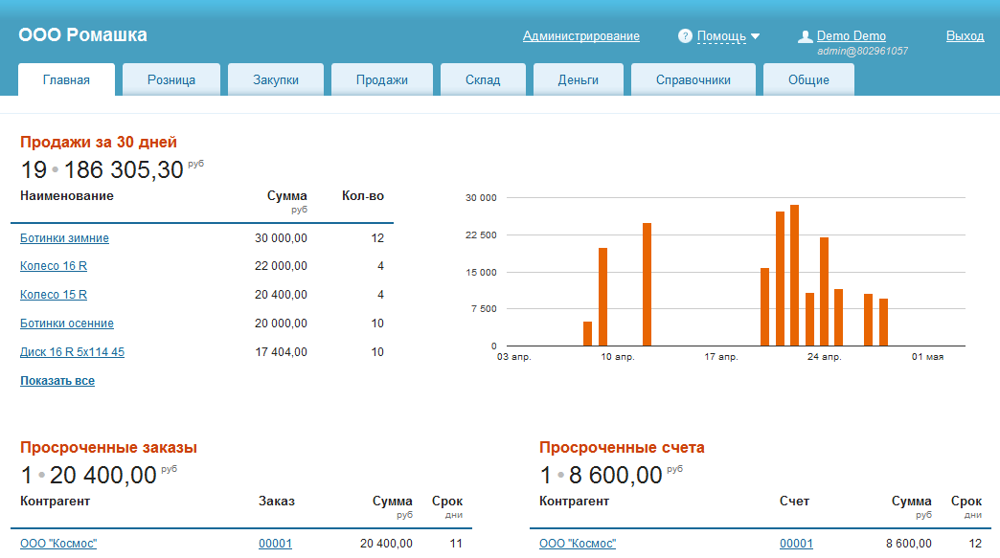 ООО Ромашка
Администрирование ? Помощь Demo Demo Выход
admin@802961057
Главная Розница Закупки Продажи Склад Деньги Справочники Общие
Продажи за 30 дней
19 • 186 305,30 руб
Наименование Сумма Кол-во
руб
Ботинки зимние 30 000,00 12
Колесо 16 R 22 000,00 4
Колесо 15 R 20 400,00 4
Ботинки осенние 20 000,00 10
Диск 16 R 5x114 45 17 404,00 10
Показать все
30 000
22 500
15 000
7 500
0
03 апр. 10 апр. 17 апр. 24 апр. 01 мая
Просроченные заказы
1 • 20 400,00 руб
Контрагент Заказ Сумма Срок
руб дни
ООО "Космос" 00001 20 400,00 11
Просроченные счета
1 • 8 600,00 руб
Контрагент Счет Сумма Срок
руб дни
ООО "Космос" 00001 8 600,00 12